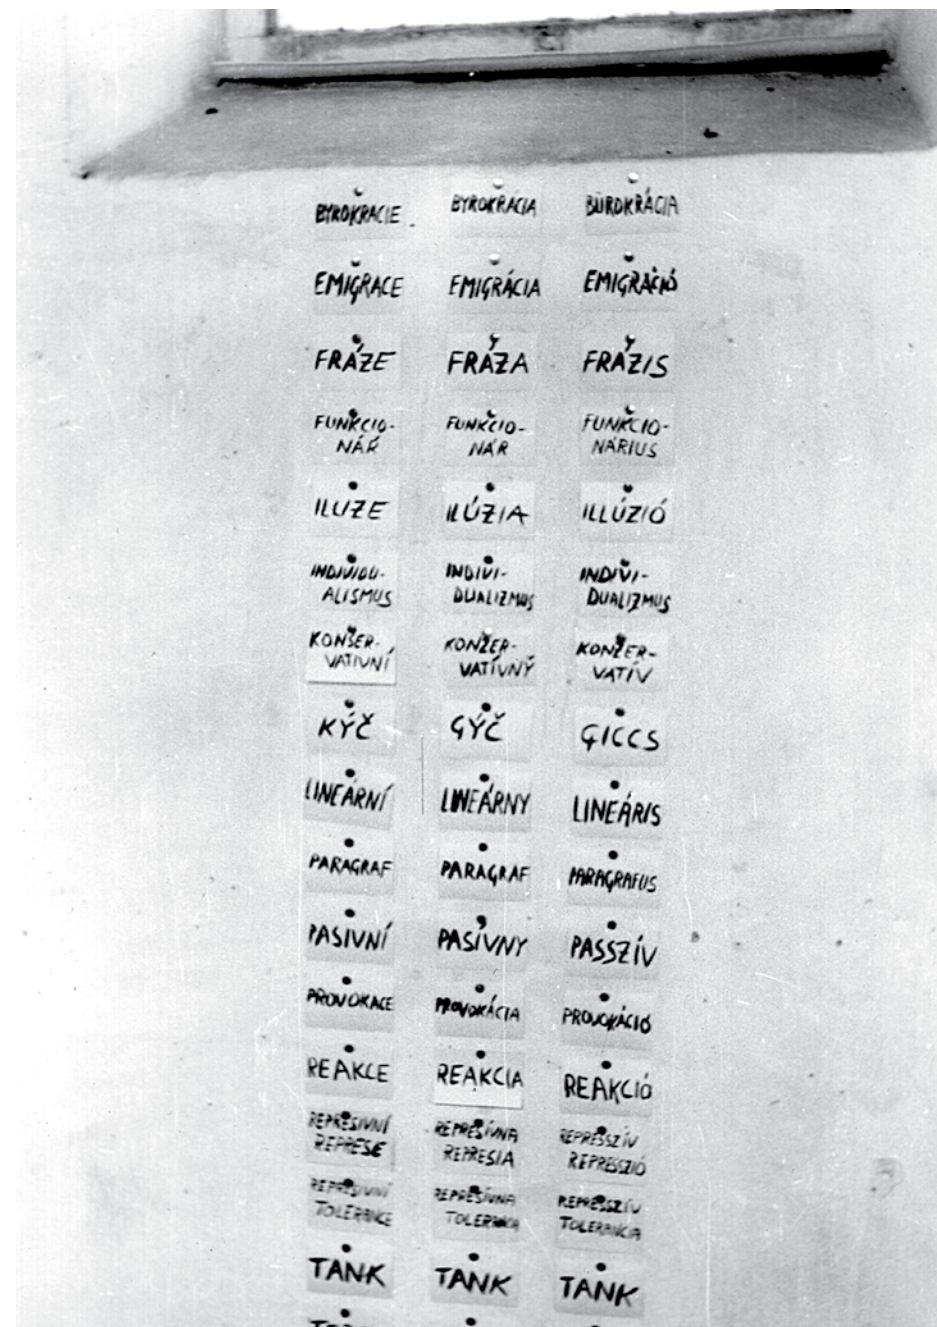 BYROKRACIE BYROKRÁCIA BÜROKRÁCIA
EMIGRACE EMIGRÁCIA EMIGRÁCIÓ
FRÁZE FRÁZA FRÁZIS
FUNKCIO- FUNKCIO- FUNKCIO-
NÁŘ NÁR NÁRIUS
ILUZE ILÚZIA ILLÚZIÓ
INDIVIDU- INDIVI- INDIVI-
ALISMUS DUALIZMUS DUALIZMUS
KONSER- KONZER- KONZER-
VATIVNÍ VATÍVNÝ VATÍV
KÝČ GÝČ GICCS
LINEÁRNÍ LINEÁRNY LINEÁRIS
PARAGRAF PARAGRAF PARAGRAFUS
PASIVNÍ PASÍVNY PASSZÍV
PROVOKACE PROVOKÁCIA PROVOKÁCIÓ
REAKCE REAKCIA REAKCIÓ
REPRESIVNÍ REPRESÍVNA REPRESSZÍV
REPRESE REPRESIA REPRESSZIÓ
REPRESIVNÍ REPRESÍVNA REPRESSZÍV
TOLERANCE TOLERANCIA TOLERANCIA
TANK TANK TANK